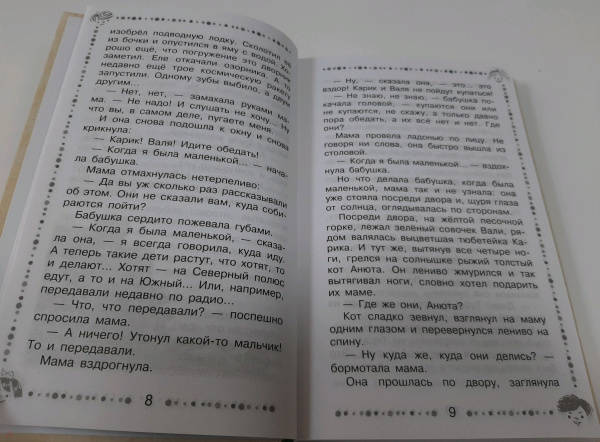 изобрёл подводную лодку. Сколотил её
из бочки и опустился в яму с водой. Хо-
рошо ещё, что погружение это дворник
заметил. Еле откачали озорника. А то
недавно ещё трое космическую ракету
запустили. Одному зубы выбило, а двум
другим...
— Нет, нет, — замахала руками ма-
ма. — Не надо! И слушать не хочу. Ну
что вы, в самом деле, пугаете меня.
И она снова подошла к окну и снова
крикнула:
— Карик! Валя! Идите обедать!
— Когда я была маленькой... — нача-
ла бабушка.
Мама отмахнулась нетерпеливо:
— Да вы уж сколько раз рассказывали
об этом. Они не сказали вам, куда соби-
раются пойти?
Бабушка сердито пожевала губами.
— Когда я была маленькой, — сказа-
ла она, — я всегда говорила, куда иду.
А теперь такие дети растут, что хотят, то
и делают... Хотят — на Северный полюс
едут, а то и на Южный... Или, например,
передавали недавно по радио...
— Что, что передавали? — поспешно
спросила мама.
— А ничего! Утонул какой-то мальчик!
То и передавали.
Мама вздрогнула.
8
— Ну, — сказала она, — это... это
вздор! Карик и Валя не пойдут купаться!
— Не знаю, не знаю, — бабушка по-
качала головой, — купаются они или
не купаются, не скажу, а только давно
пора обедать, а их всё нет и нет. Где
они?
Мама провела ладонью по лицу. Не
говоря ни слова, она быстро вышла из
столовой.
— Когда я была маленькой... — вздох-
нула бабушка.
Но что делала бабушка, когда была
маленькой, мама так и не узнала: она
уже стояла посреди двора и, щуря глаза
от солнца, оглядывалась по сторонам.
Посреди двора, на жёлтой песочной
горке, лежал зелёный совочек Вали, ря-
дом валялась выцветшая тюбетейка Ка-
рика. И тут же, вытянув все четыре но-
ги, грелся на солнышке рыжий толстый
кот Анюта. Он лениво жмурился и так
вытягивал ноги, словно хотел подарить
их маме.
— Где же они, Анюта?
Кот сладко зевнул, взглянул на маму
одним глазом и перевернулся лениво на
спину.
— Ну куда же, куда они делись? —
бормотала мама.
Она прошлась по двору, заглянула
9